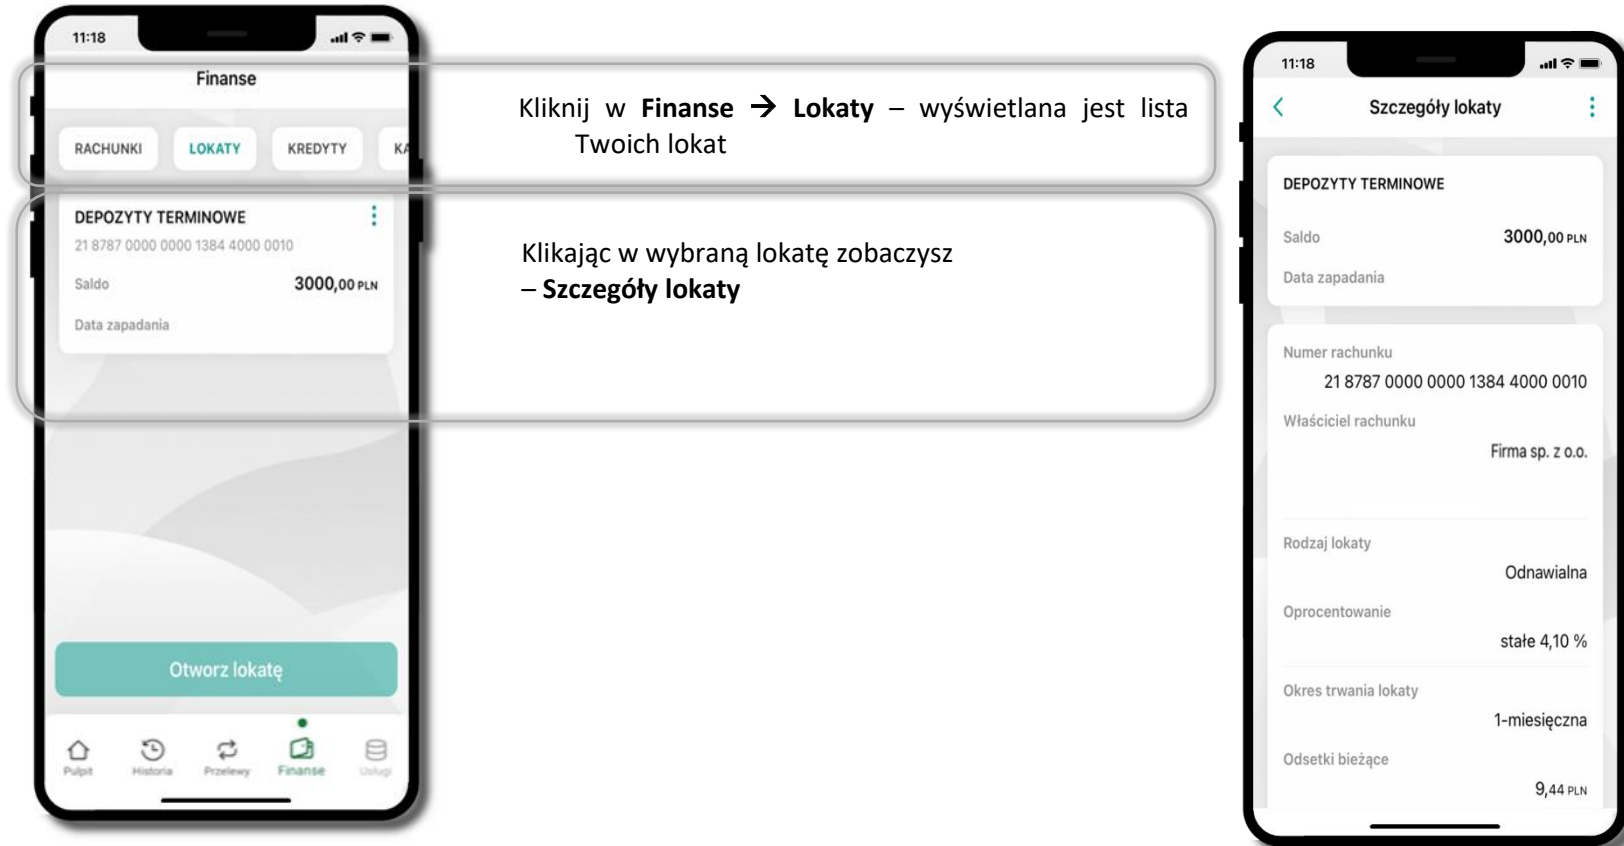 11:18
Finanse
RACHUNKI LOKATY KREDYTY KA
DEPOZYTY TERMINOWE
21 8787 0000 0000 1384 4000 0010
Saldo 3000,00 PLN
Data zapadania
Otworz lokatę
Pulpit Historia Przelewy Finanse Usługi
Kliknij w Finanse → Lokaty – wyświetlana jest lista
Twoich lokat
Klikając w wybraną lokatę zobaczysz
– Szczegóły lokaty
11:18
Szczegóły lokaty
DEPOZYTY TERMINOWE
Saldo 3000,00 PLN
Data zapadania
Numer rachunku
21 8787 0000 0000 1384 4000 0010
Właściciel rachunku
Firma sp. z o.o.
Rodzaj lokaty
Odnawialna
Oprocentowanie
stałe 4,10 %
Okres trwania lokaty
1-miesięczna
Odsetki bieżące
9,44 PLN